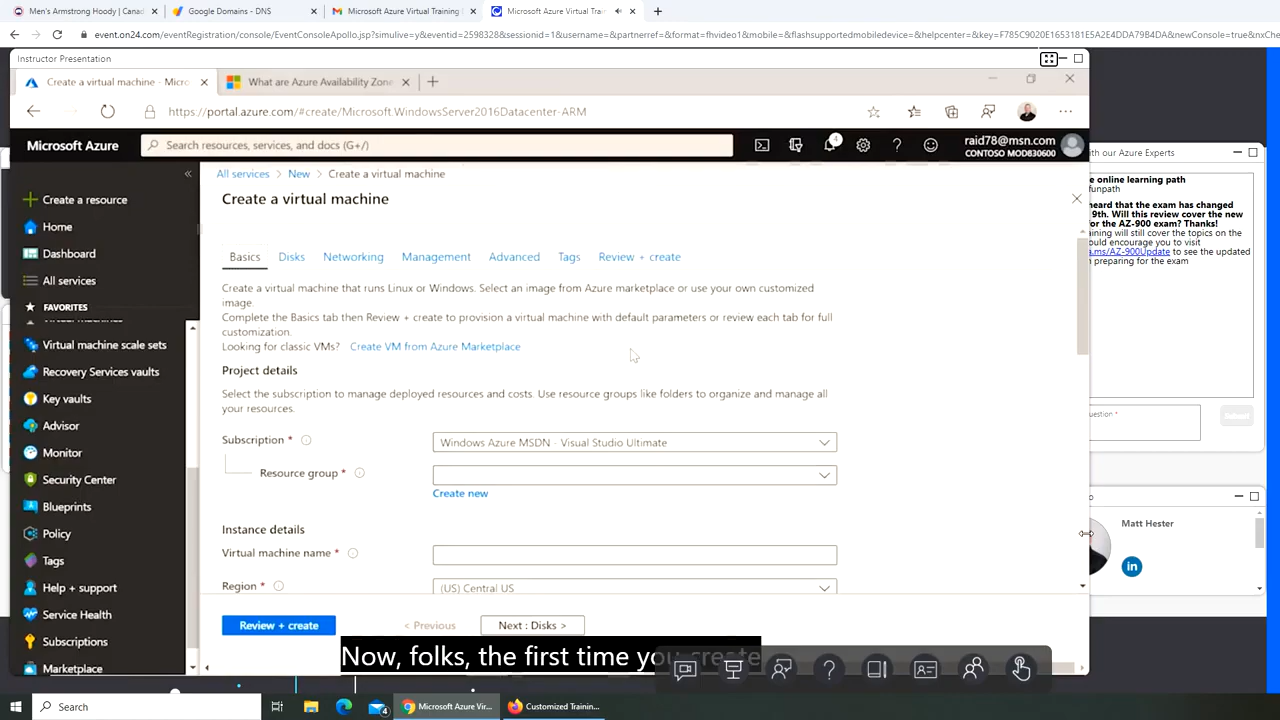 Men's Armstrong Hoody | Canad
Google Domains - DNS
Microsoft Azure Virtual Training
Microsoft Azure Virtual Train
event.on24.com/eventRegistration/console/EventConsoleApollo.jsp?simulive=y&eventid=2598328&sessionid=1&username=&partnerref=&format=fhvideo1&mobile=&flashsupportedmobiledevice=&helpcenter=&key=F785C9020E1653181E5A2E4DDA79B4DA&newConsole=true&nxChe
Instructor Presentation
Create a virtual machine - Micro
What are Azure Availability Zone
https://portal.azure.com/#create/Microsoft.WindowsServer2016Datacenter-ARM
Microsoft Azure
Search resources, services, and docs (G+/)
4
raid78@msn.com
CONTOSO MOD830600
All services > New > Create a virtual machine
Create a virtual machine
Create a resource
Home
Dashboard
All services
FAVORITES
Virtual machine scale sets
Recovery Services vaults
Key vaults
Advisor
Monitor
Security Center
Blueprints
Policy
Tags
Help + support
Service Health
Subscriptions
Marketplace
Basics Disks Networking Management Advanced Tags Review + create
Create a virtual machine that runs Linux or Windows. Select an image from Azure marketplace or use your own customized
image.
Complete the Basics tab then Review + create to provision a virtual machine with default parameters or review each tab for full
customization.
Looking for classic VMs? Create VM from Azure Marketplace
Project details
Select the subscription to manage deployed resources and costs. Use resource groups like folders to organize and manage all
your resources.
Subscription *
Windows Azure MSDN - Visual Studio Ultimate
Resource group *
Create new
Instance details
Virtual machine name *
Region *
(US) Central US
Review + create
< Previous
Next : Disks >
Now, folks, the first time you create
ith our Azure Experts
e online learning path
funpath
heard that the exam has changed
9th. Will this review cover the new
for the AZ-900 exam? Thanks!
aining will still cover the topics on the
ould encourage you to visit
a.ms/AZ-900Update to see the updated
n preparing for the exam
question *
Submit
o
Matt Hester
in
Search
4
Microsoft Azure Vir...
Customized Trainin...